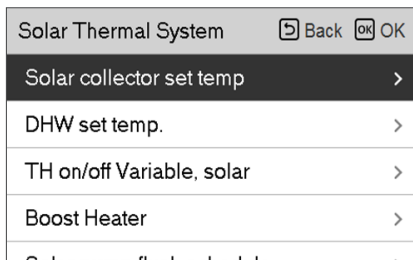 Solar Thermal System Back OK OK
Solar collector set temp
DHW set temp.
TH on/off Variable, solar
Boost Heater